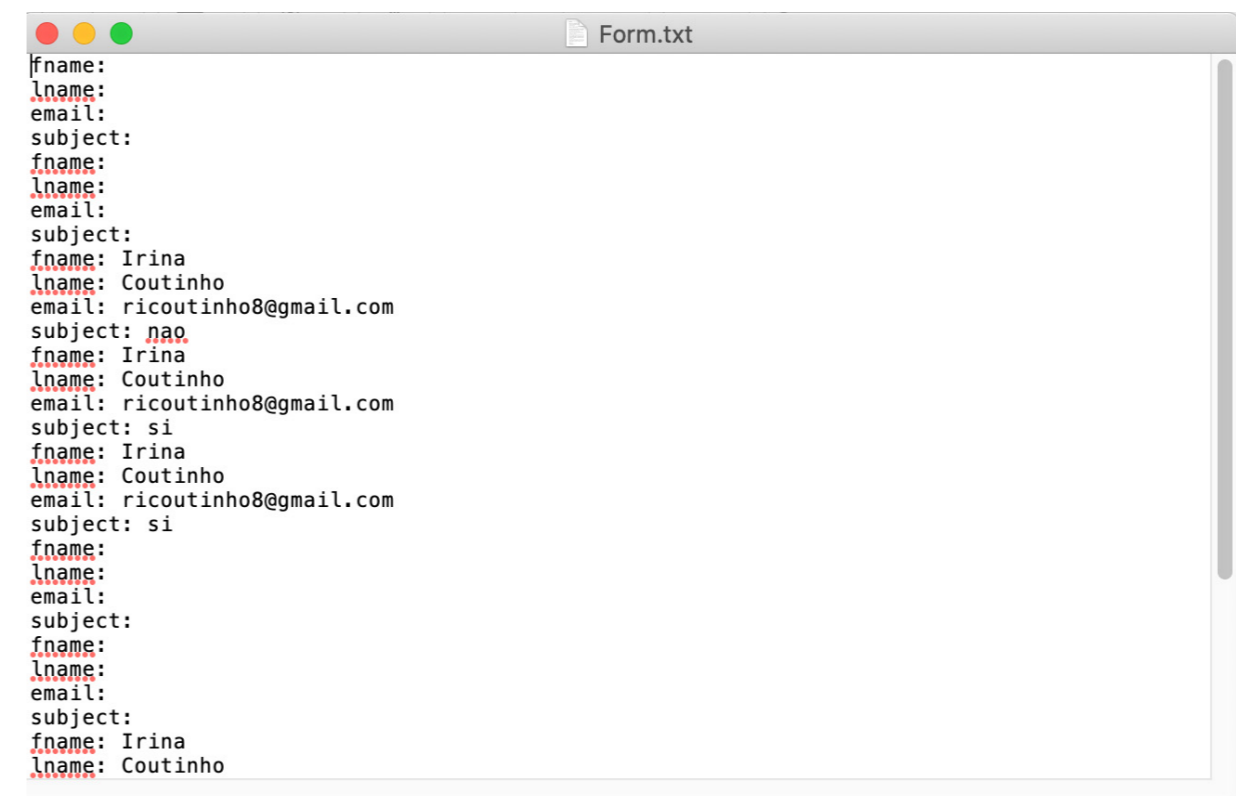 Form.txt
fname:
lname:
email:
subject:
fname:
lname:
email:
subject:
fname: Irina
lname: Coutinho
email: ricoutinho8@gmail.com
subject: nao
fname: Irina
lname: Coutinho
email: ricoutinho8@gmail.com
subject: si
fname: Irina
lname: Coutinho
email: ricoutinho8@gmail.com
subject: si
fname:
lname:
email:
subject:
fname:
lname:
email:
subject:
fname: Irina
lname: Coutinho